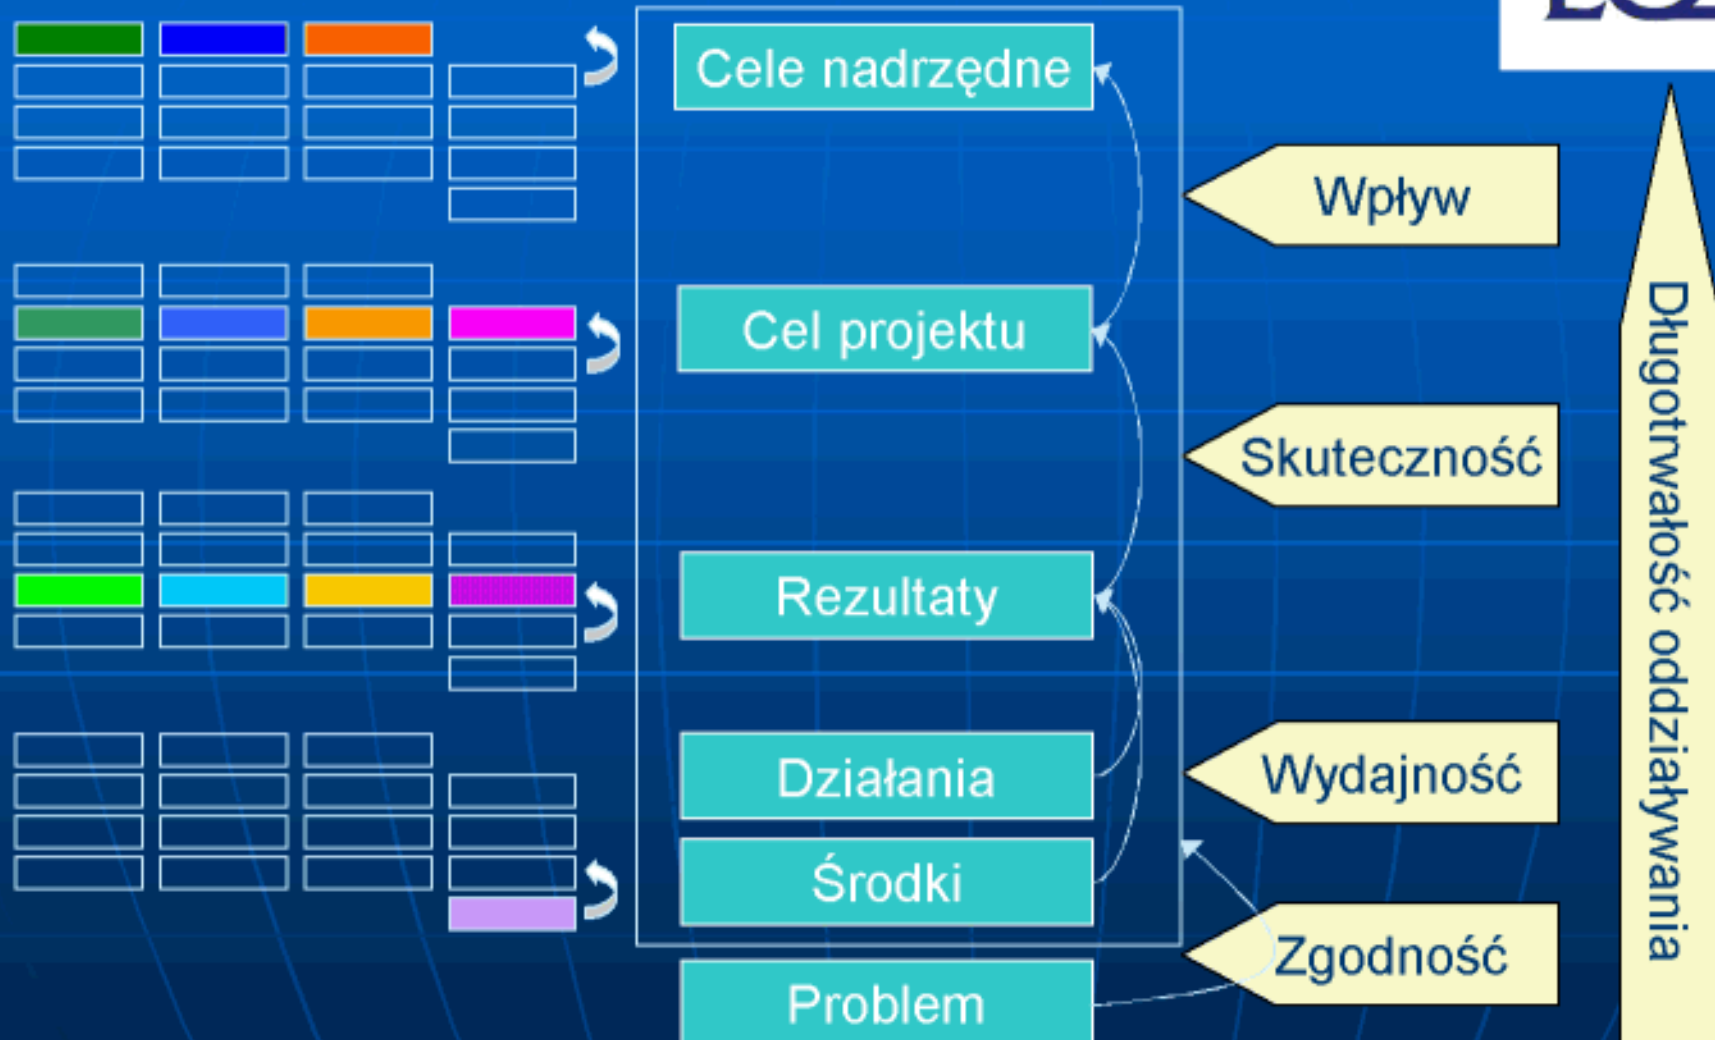 Cele nadrzędne
Wpływ
Cel projektu
Skuteczność
Rezultaty
Działania
Wydajność
Środki
Zgodność
Problem
Długotrwałość oddziaływania